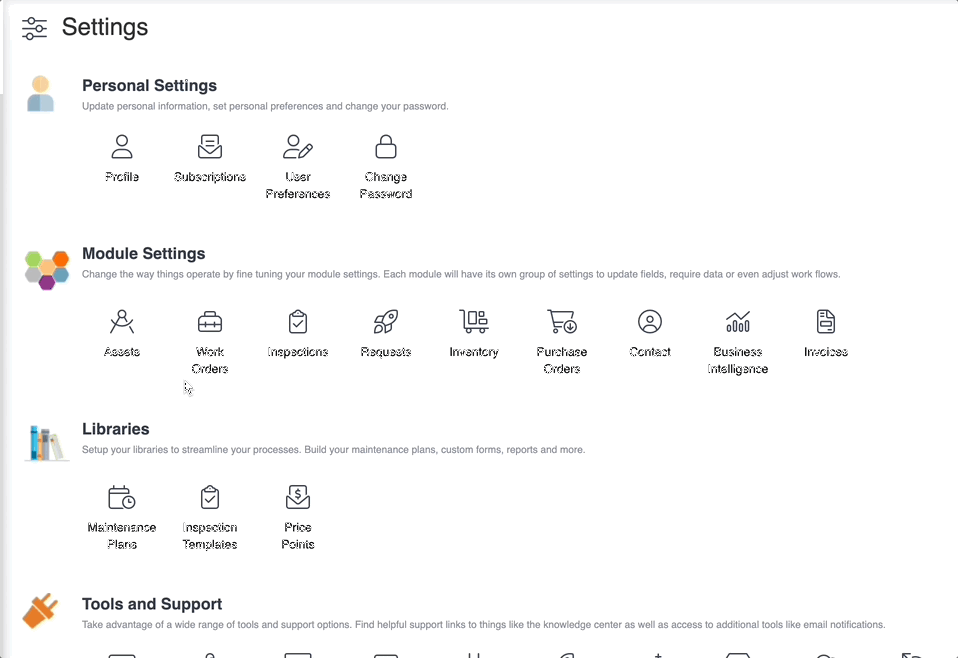 Settings
Personal Settings
Update personal information, set personal preferences and change your password.
Profile
Subscriptions
User
Preferences
Change
Password
Module Settings
Change the way things operate by fine tuning your module settings. Each module will have its own group of settings to update fields, require data or even adjust work flows.
Assets
Work
Orders
Inspections
Requests
Inventory
Purchase
Orders
Contact
Business
Intelligence
Invoices
Libraries
Setup your libraries to streamline your processes. Build your maintenance plans, custom forms, reports and more.
Maintenance
Plans
Inspection
Templates
Price
Points
Tools and Support
Take advantage of a wide range of tools and support options. Find helpful support links to things like the knowledge center as well as access to additional tools like email notifications.